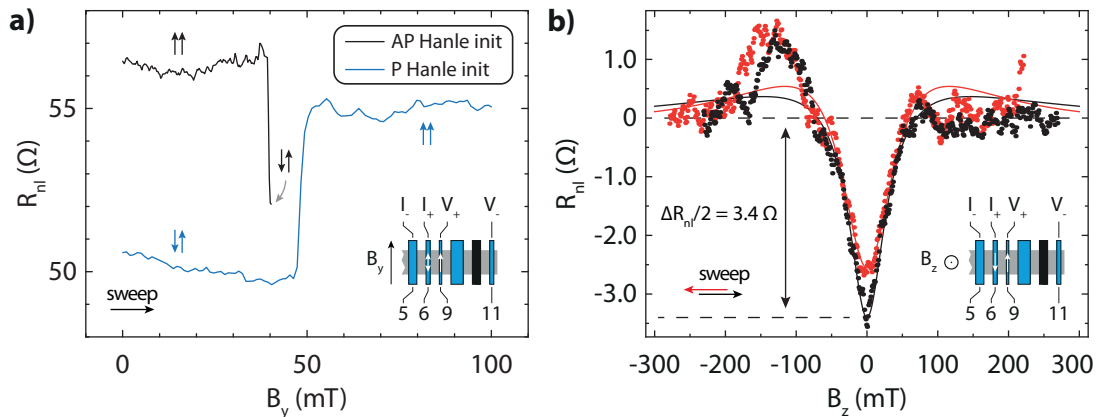 a)
AP Hanle init
P Hanle init
55
50
R_nl (Ω)
sweep
B_y
I_- I_+ V_+ V_-
5 6 9 11
0 50 100
B_y (mT)
b)
1.0
0
-1.0
-2.0
-3.0
R_nl (Ω)
ΔR_nl/2 = 3.4 Ω
sweep
B_z
I_- I_+ V_+ V_-
5 6 9 11
-300 -200 -100 0 100 200 300
B_z (mT)